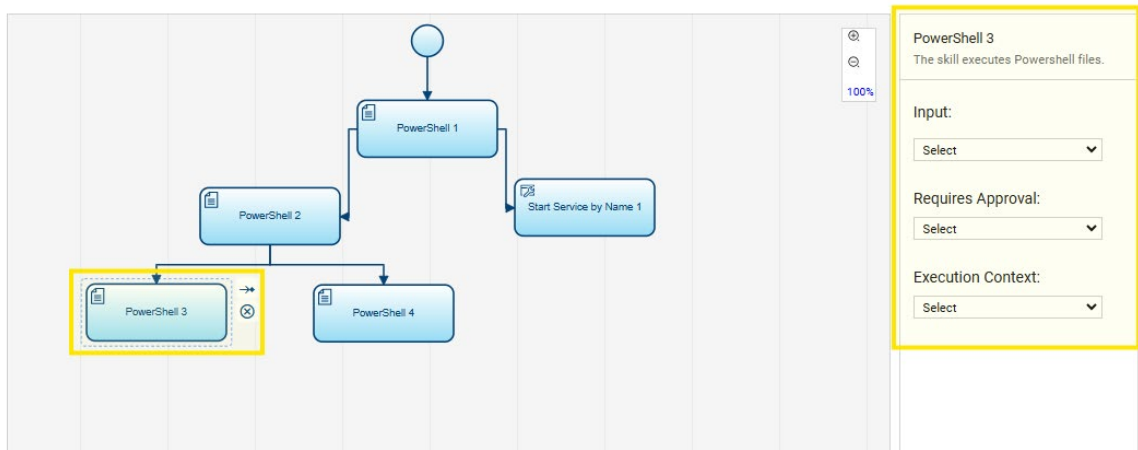 PowerShell 1
PowerShell 2
Start Service by Name 1
PowerShell 3
PowerShell 4
100%
PowerShell 3
The skill executes Powershell files.
Input:
Select
Requires Approval:
Select
Execution Context:
Select